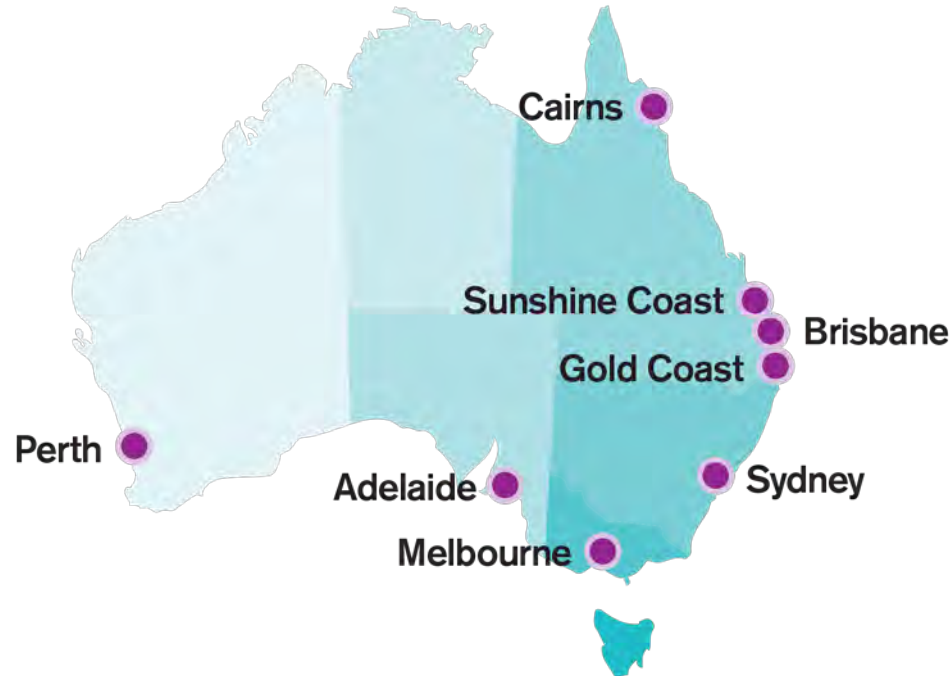 Cairns
Sunshine Coast
Brisbane
Gold Coast
Perth
Sydney
Adelaide
Melbourne